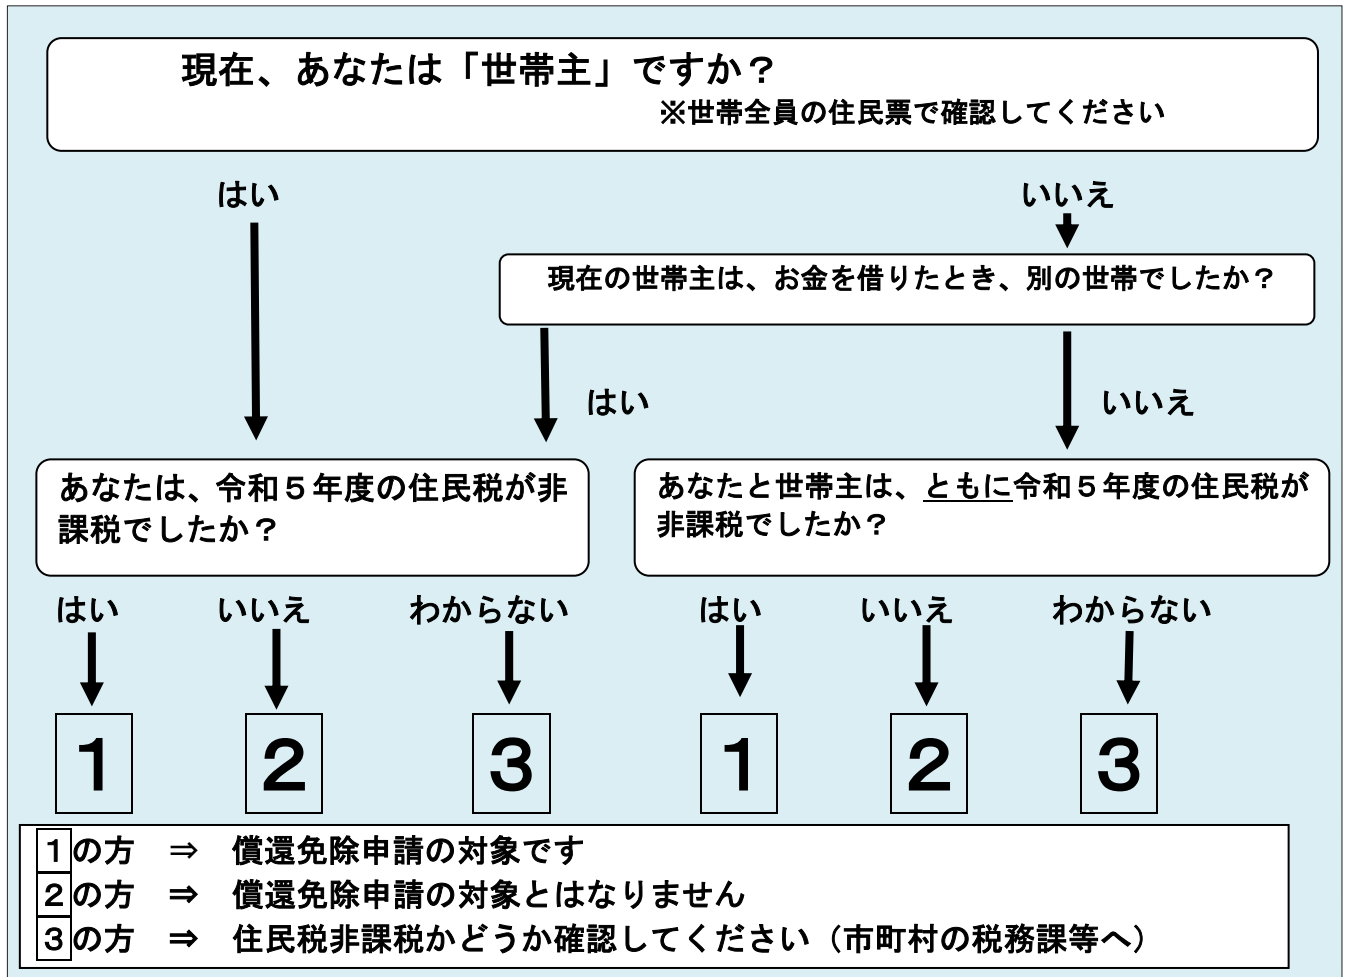 現在、あなたは「世帯主」ですか？
※世帯全員の住民票で確認してください
はい
いいえ
現在の世帯主は、お金を借りたとき、別の世帯でしたか？
はい
いいえ
あなたは、令和５年度の住民税が非
課税でしたか？
あなたと世帯主は、ともに令和５年度の住民税が
非課税でしたか？
はい
いいえ
わからない
はい
いいえ
わからない
１
２
３
１
２
３
１の方　⇒　償還免除申請の対象です
２の方　⇒　償還免除申請の対象とはなりません
３の方　⇒　住民税非課税かどうか確認してください（市町村の税務課等へ）